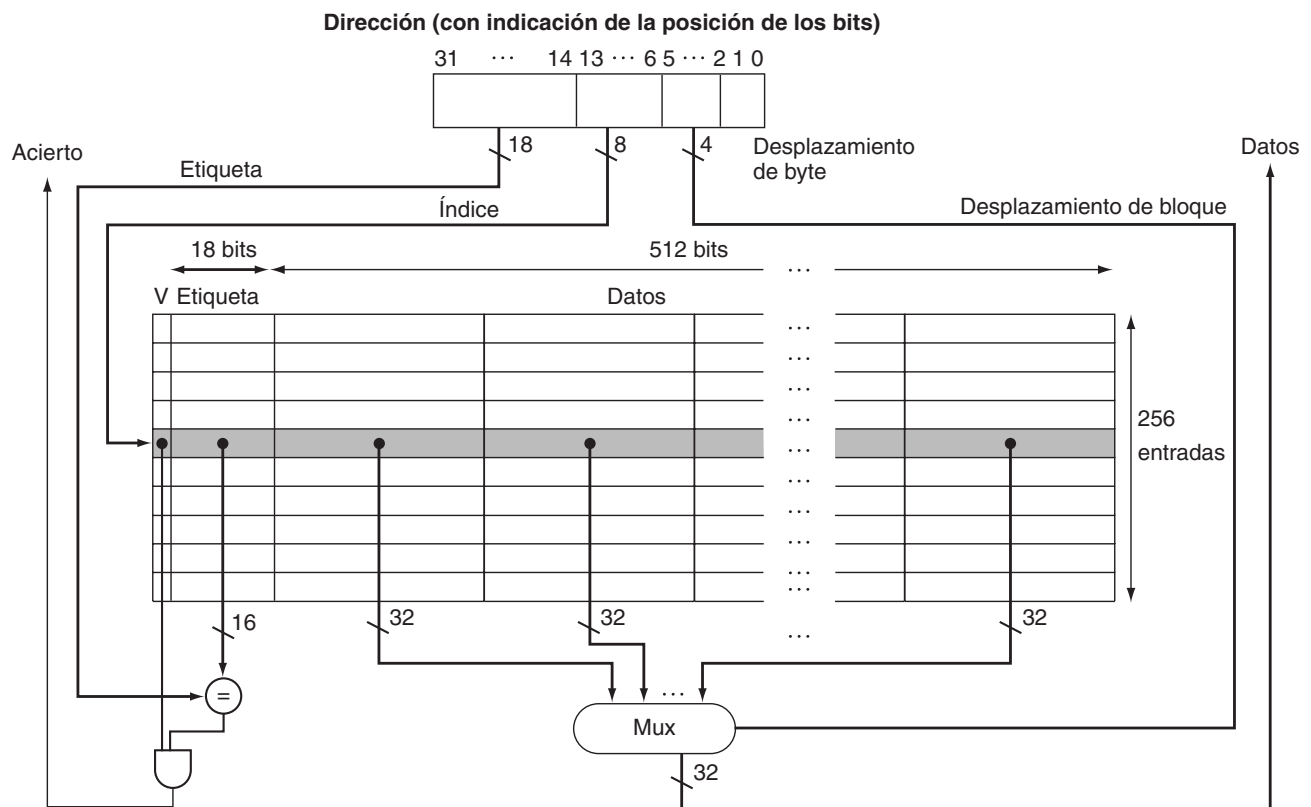 Dirección (con indicación de la posición de los bits)
31 ··· 14 13 ··· 6 5 ··· 2 1 0
18 8 4
Acierto
Desplazamiento
de byte
Datos
Etiqueta
Índice
Desplazamiento de bloque
18 bits
512 bits
···
V Etiqueta
Datos
···
···
···
···
···
···
···
···
···
···
256
entradas
16 32 32 ··· 32
=
···
Mux
32